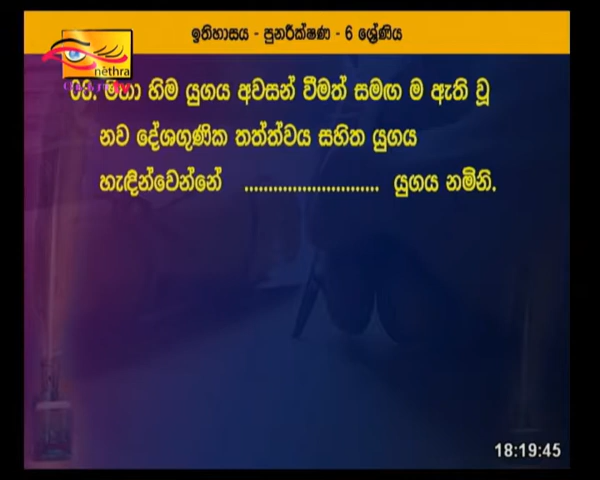 ඉතිහාසය - පුනරීක්ෂණ - 6 ශ්‍රේණිය
nethra
08. මහා හිම යුගය අවසන් වීමත් සමඟ ම ඇති වූ
නව දේශගුණික තත්ත්වය සහිත යුගය
හැඳින්වෙන්නේ ............................ යුගය නමිනි.
18:19:45